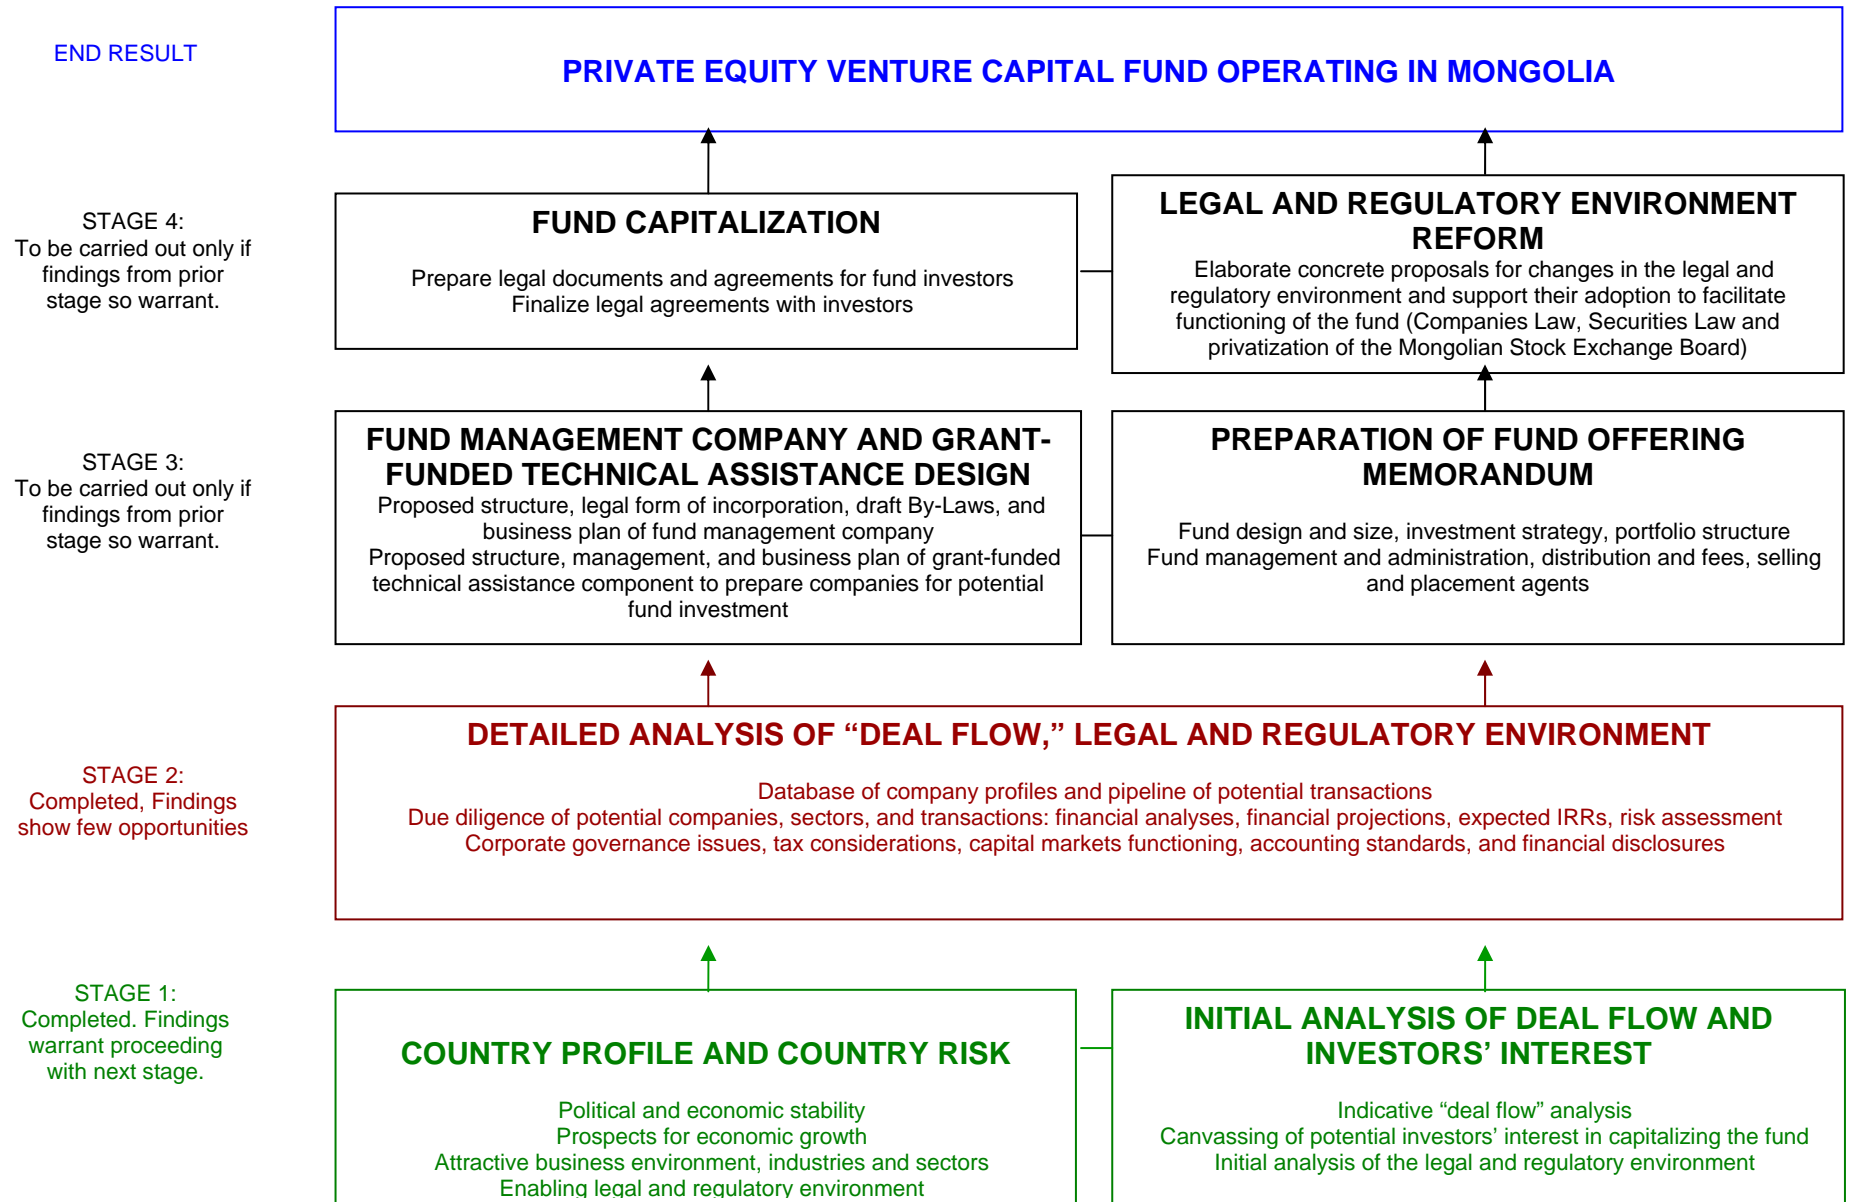 END RESULT
PRIVATE EQUITY VENTURE CAPITAL FUND OPERATING IN MONGOLIA
STAGE 4:
To be carried out only if
findings from prior
stage so warrant.
FUND CAPITALIZATION
Prepare legal documents and agreements for fund investors
Finalize legal agreements with investors
LEGAL AND REGULATORY ENVIRONMENT
REFORM
Elaborate concrete proposals for changes in the legal and
regulatory environment and support their adoption to facilitate
functioning of the fund (Companies Law, Securities Law and
privatization of the Mongolian Stock Exchange Board)
STAGE 3:
To be carried out only if
findings from prior
stage so warrant.
FUND MANAGEMENT COMPANY AND GRANT-
FUNDED TECHNICAL ASSISTANCE DESIGN
Proposed structure, legal form of incorporation, draft By-Laws, and
business plan of fund management company
Proposed structure, management, and business plan of grant-funded
technical assistance component to prepare companies for potential
fund investment
PREPARATION OF FUND OFFERING
MEMORANDUM
Fund design and size, investment strategy, portfolio structure
Fund management and administration, distribution and fees, selling
and placement agents
STAGE 2:
Completed, Findings
show few opportunities
DETAILED ANALYSIS OF “DEAL FLOW,” LEGAL AND REGULATORY ENVIRONMENT
Database of company profiles and pipeline of potential transactions
Due diligence of potential companies, sectors, and transactions: financial analyses, financial projections, expected IRRs, risk assessment
Corporate governance issues, tax considerations, capital markets functioning, accounting standards, and financial disclosures
STAGE 1:
Completed. Findings
warrant proceeding
with next stage.
COUNTRY PROFILE AND COUNTRY RISK
Political and economic stability
Prospects for economic growth
Attractive business environment, industries and sectors
Enabling legal and regulatory environment
INITIAL ANALYSIS OF DEAL FLOW AND
INVESTORS’ INTEREST
Indicative “deal flow” analysis
Canvassing of potential investors’ interest in capitalizing the fund
Initial analysis of the legal and regulatory environment